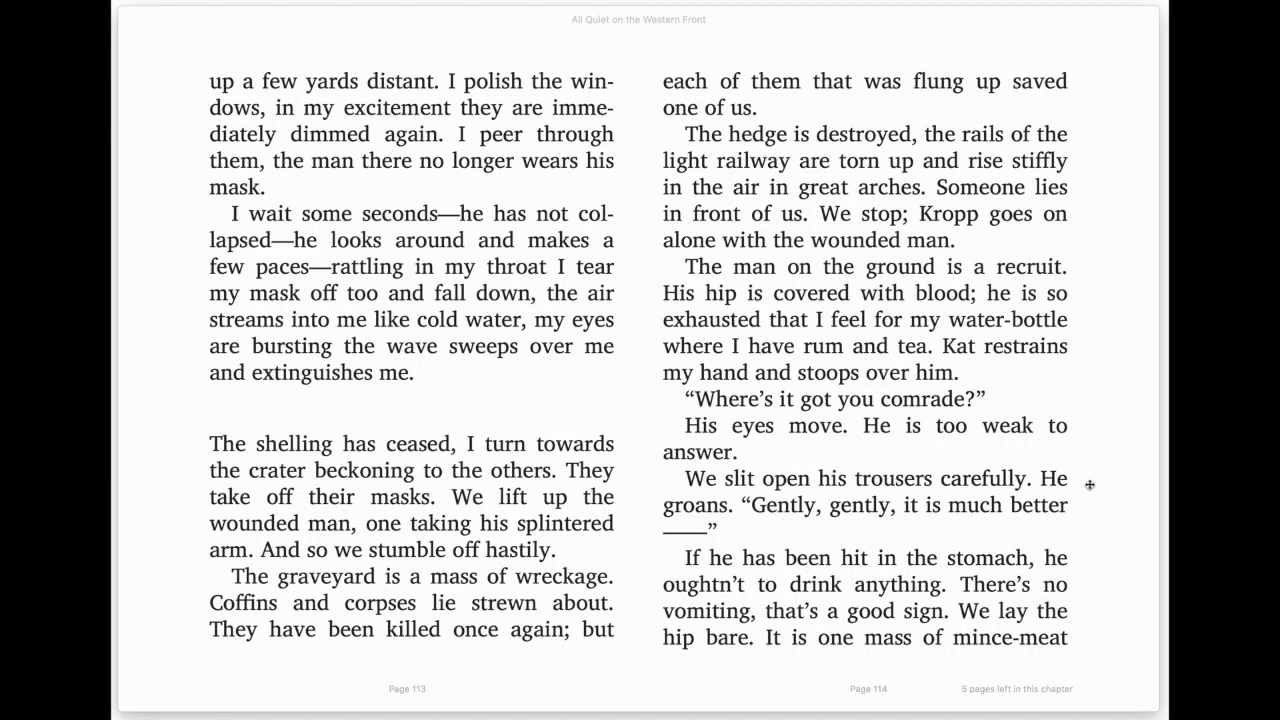 All Quiet on the Western Front
up a few yards distant. I polish the win-
dows, in my excitement they are imme-
diately dimmed again. I peer through
them, the man there no longer wears his
mask.
I wait some seconds—he has not col-
lapsed—he looks around and makes a
few paces—rattling in my throat I tear
my mask off too and fall down, the air
streams into me like cold water, my eyes
are bursting the wave sweeps over me
and extinguishes me.
The shelling has ceased, I turn towards
the crater beckoning to the others. They
take off their masks. We lift up the
wounded man, one taking his splintered
arm. And so we stumble off hastily.
The graveyard is a mass of wreckage.
Coffins and corpses lie strewn about.
They have been killed once again; but
each of them that was flung up saved
one of us.
The hedge is destroyed, the rails of the
light railway are torn up and rise stiffly
in the air in great arches. Someone lies
in front of us. We stop; Kropp goes on
alone with the wounded man.
The man on the ground is a recruit.
His hip is covered with blood; he is so
exhausted that I feel for my water-bottle
where I have rum and tea. Kat restrains
my hand and stoops over him.
“Where’s it got you comrade?”
His eyes move. He is too weak to
answer.
We slit open his trousers carefully. He
groans. “Gently, gently, it is much better
——”
If he has been hit in the stomach, he
oughtn’t to drink anything. There’s no
vomiting, that’s a good sign. We lay the
hip bare. It is one mass of mince-meat
Page 113
Page 114
5 pages left in this chapter